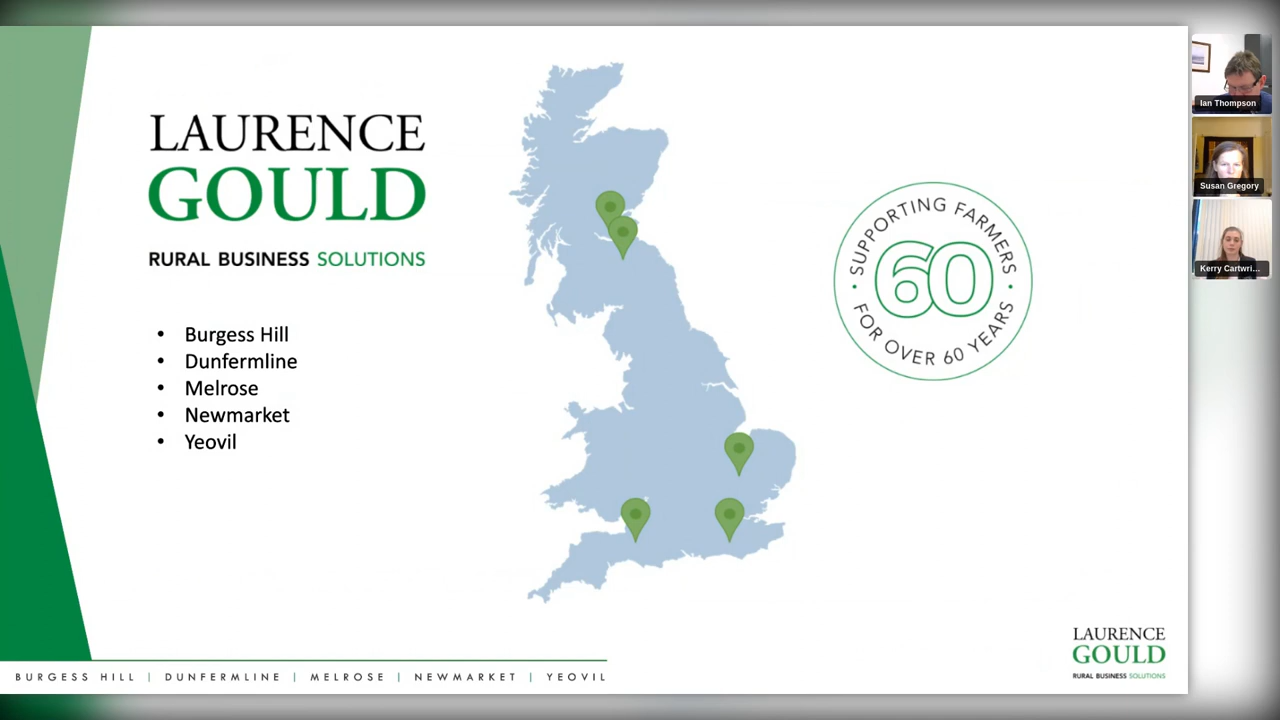 LAURENCE
GOULD
RURAL BUSINESS SOLUTIONS
• Burgess Hill
• Dunfermline
• Melrose
• Newmarket
• Yeovil
SUPPORTING FARMERS
60
FOR OVER 60 YEARS
Ian Thompson
Susan Gregory
Kerry Cartwri...
BURGESS HILL | DUNFERMLINE | MELROSE | NEWMARKET | YEOVIL
LAURENCE
GOULD
RURAL BUSINESS SOLUTIONS